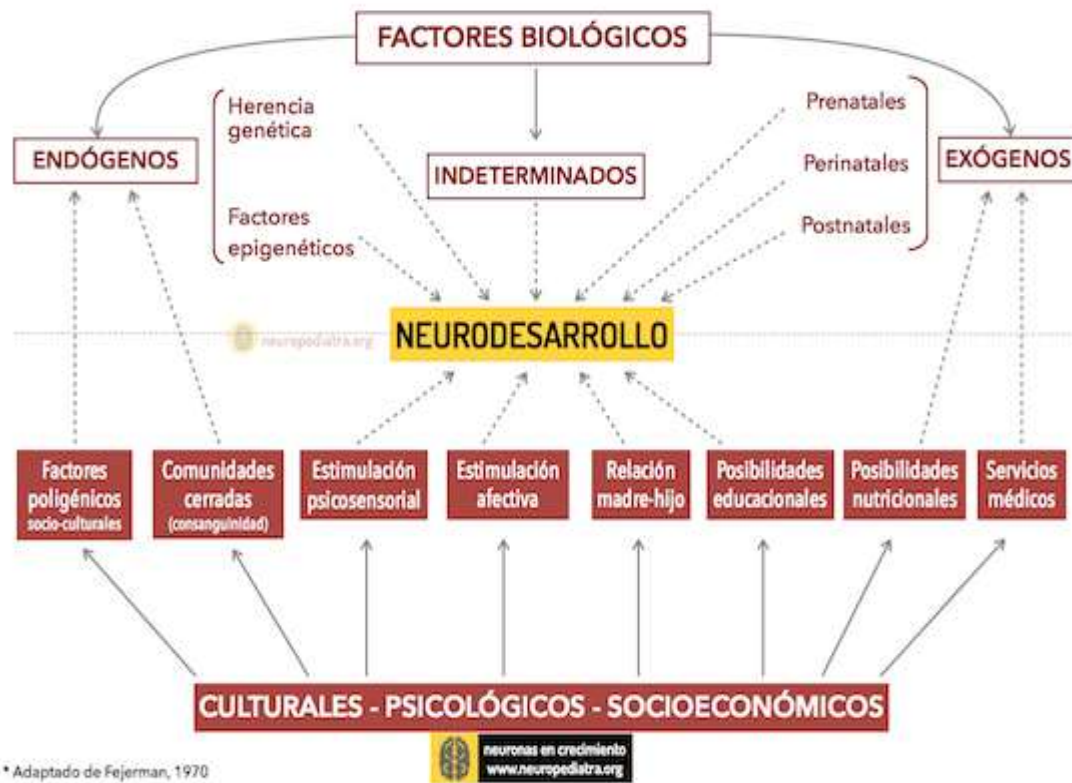 FACTORES BIOLÓGICOS
Herencia
genética
Prenatales
ENDÓGENOS
INDETERMINADOS
Perinatales
EXÓGENOS
Factores
epigenéticos
Postnatales
neuropediatra.org
NEURODESARROLLO
Factores
poligénicos
socio-culturales
Comunidades
cerradas
(consanguinidad)
Estimulación
psicosensorial
Estimulación
afectiva
Relación
madre-hijo
Posibilidades
educacionales
Posibilidades
nutricionales
Servicios
médicos
CULTURALES - PSICOLÓGICOS - SOCIOECONÓMICOS
neuronas en crecimiento
www.neuropediatra.org
* Adaptado de Fejerman, 1970